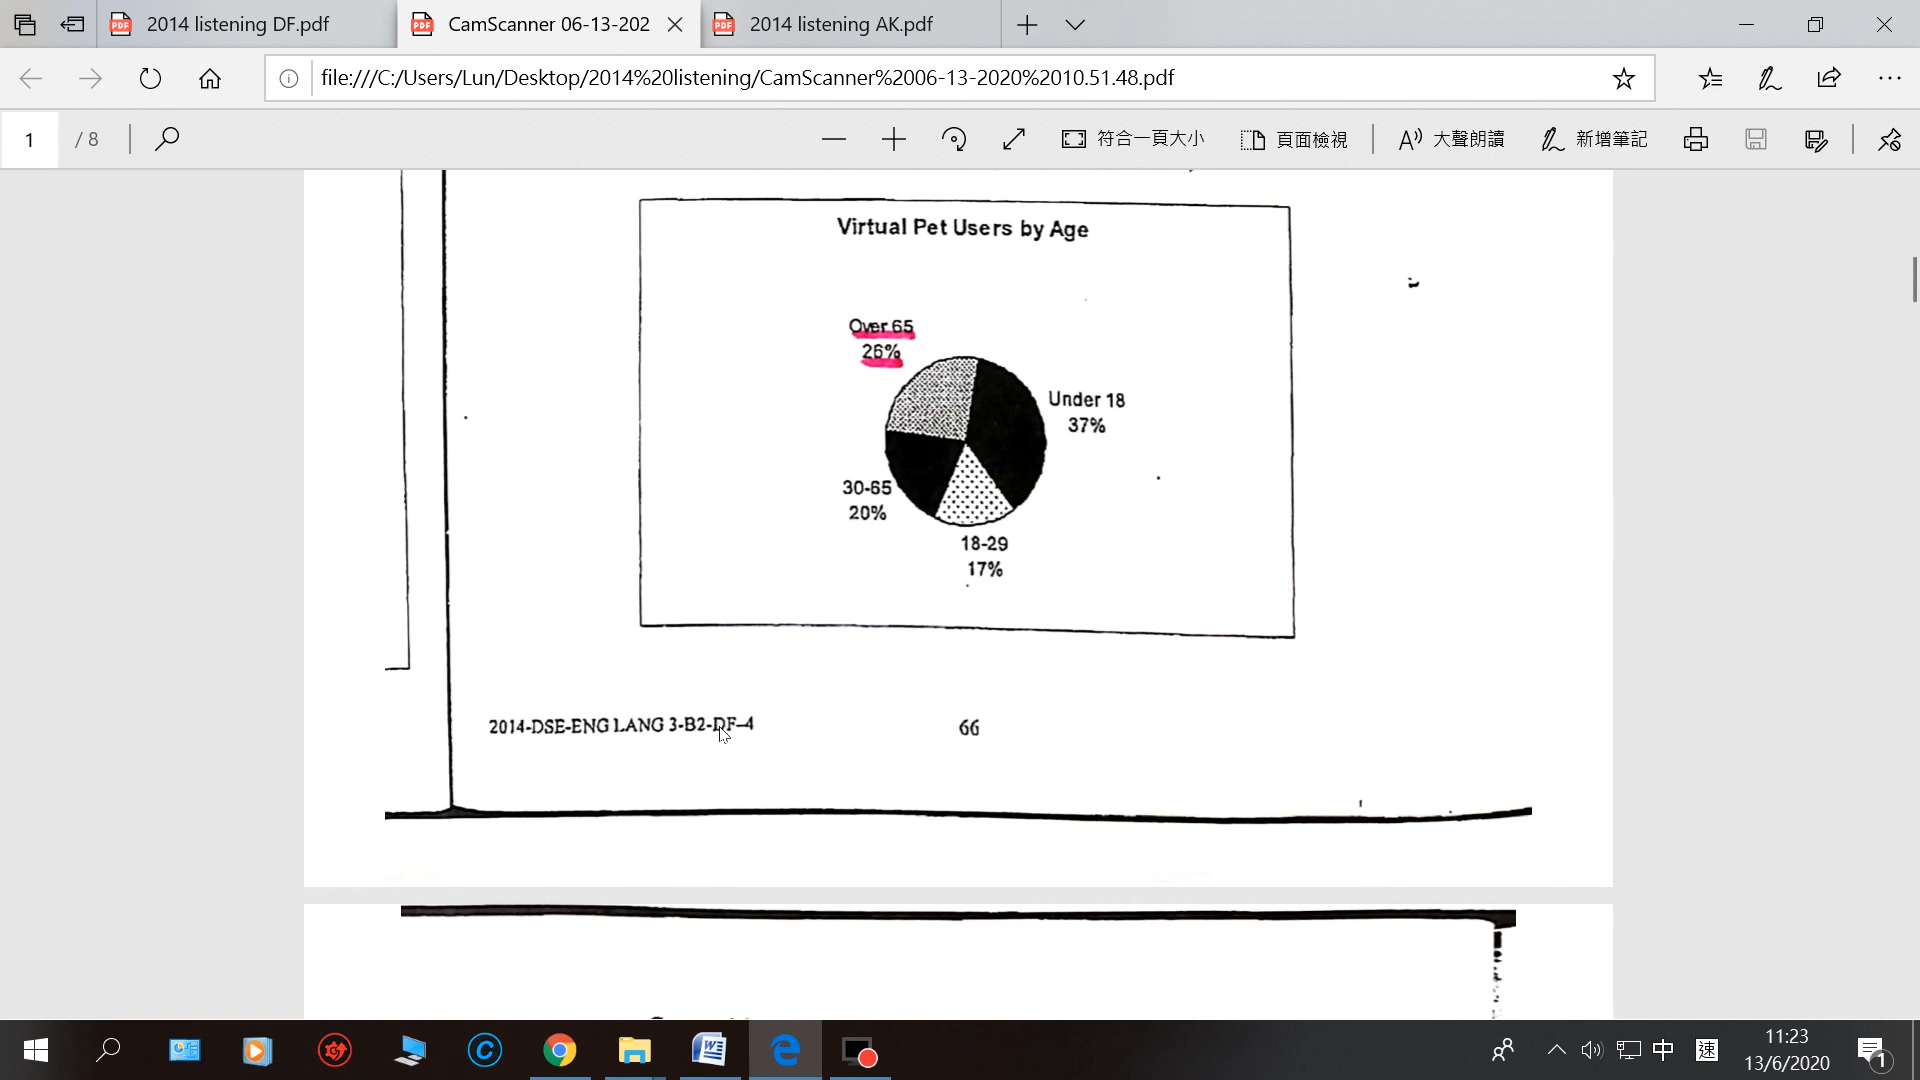 2014 listening DF.pdf
CamScanner 06-13-202
2014 listening AK.pdf
file:///C:/Users/Lun/Desktop/2014%20listening/CamScanner%2006-13-2020%2010.51.48.pdf
1 / 8
符合一頁大小
頁面檢視
大聲朗讀
新增筆記
Virtual Pet Users by Age
Over 65
26%
Under 18
37%
30-65
20%
18-29
17%
2014-DSE-ENG LANG 3-B2-DF-4
66
中
速
11:23
13/6/2020
1